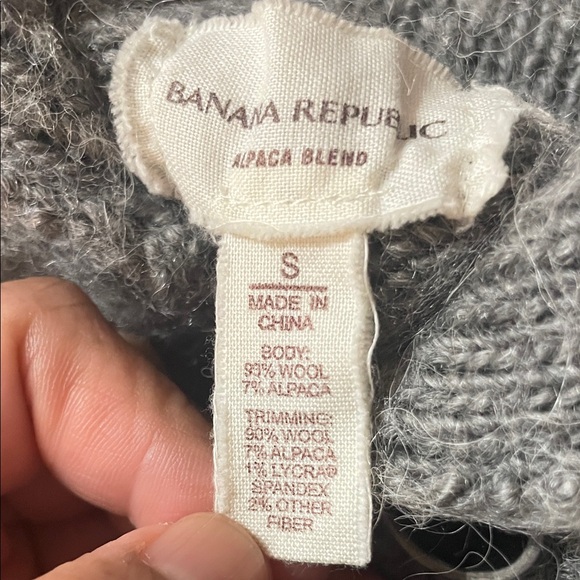 BANANA REPUBLIC
ALPACA BLEND
S
MADE IN
CHINA
BODY:
93% WOOL
7% ALPACA
TRIMMING:
90% WOOL
7% ALPACA
1% LYCRA®
SPANDEX
2% OTHER
FIBER